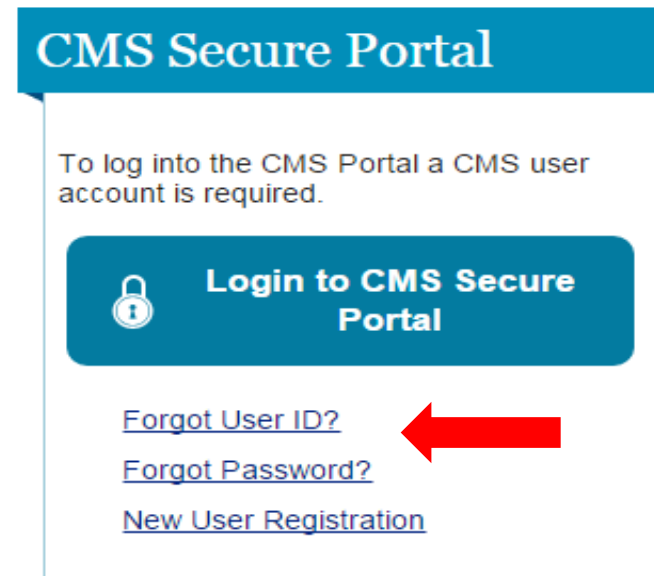 CMS Secure Portal
To log into the CMS Portal a CMS user
account is required.
Login to CMS Secure
Portal
Forgot User ID?
Forgot Password?
New User Registration